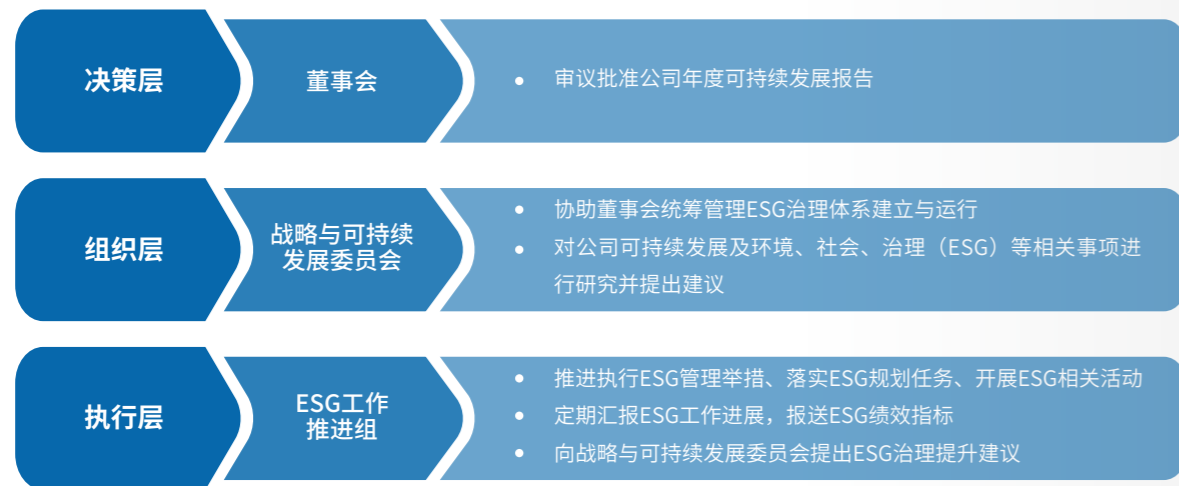 决策层
董事会
审议批准公司年度可持续发展报告
组织层
战略与可持续
发展委员会
协助董事会统筹管理ESG治理体系建立与运行
对公司可持续发展及环境、社会、治理（ESG）等相关事项进
行研究并提出建议
执行层
ESG工作
推进组
推进执行ESG管理举措、落实ESG规划任务、开展ESG相关活动
定期汇报ESG工作进展，报送ESG绩效指标
向战略与可持续发展委员会提出ESG治理提升建议